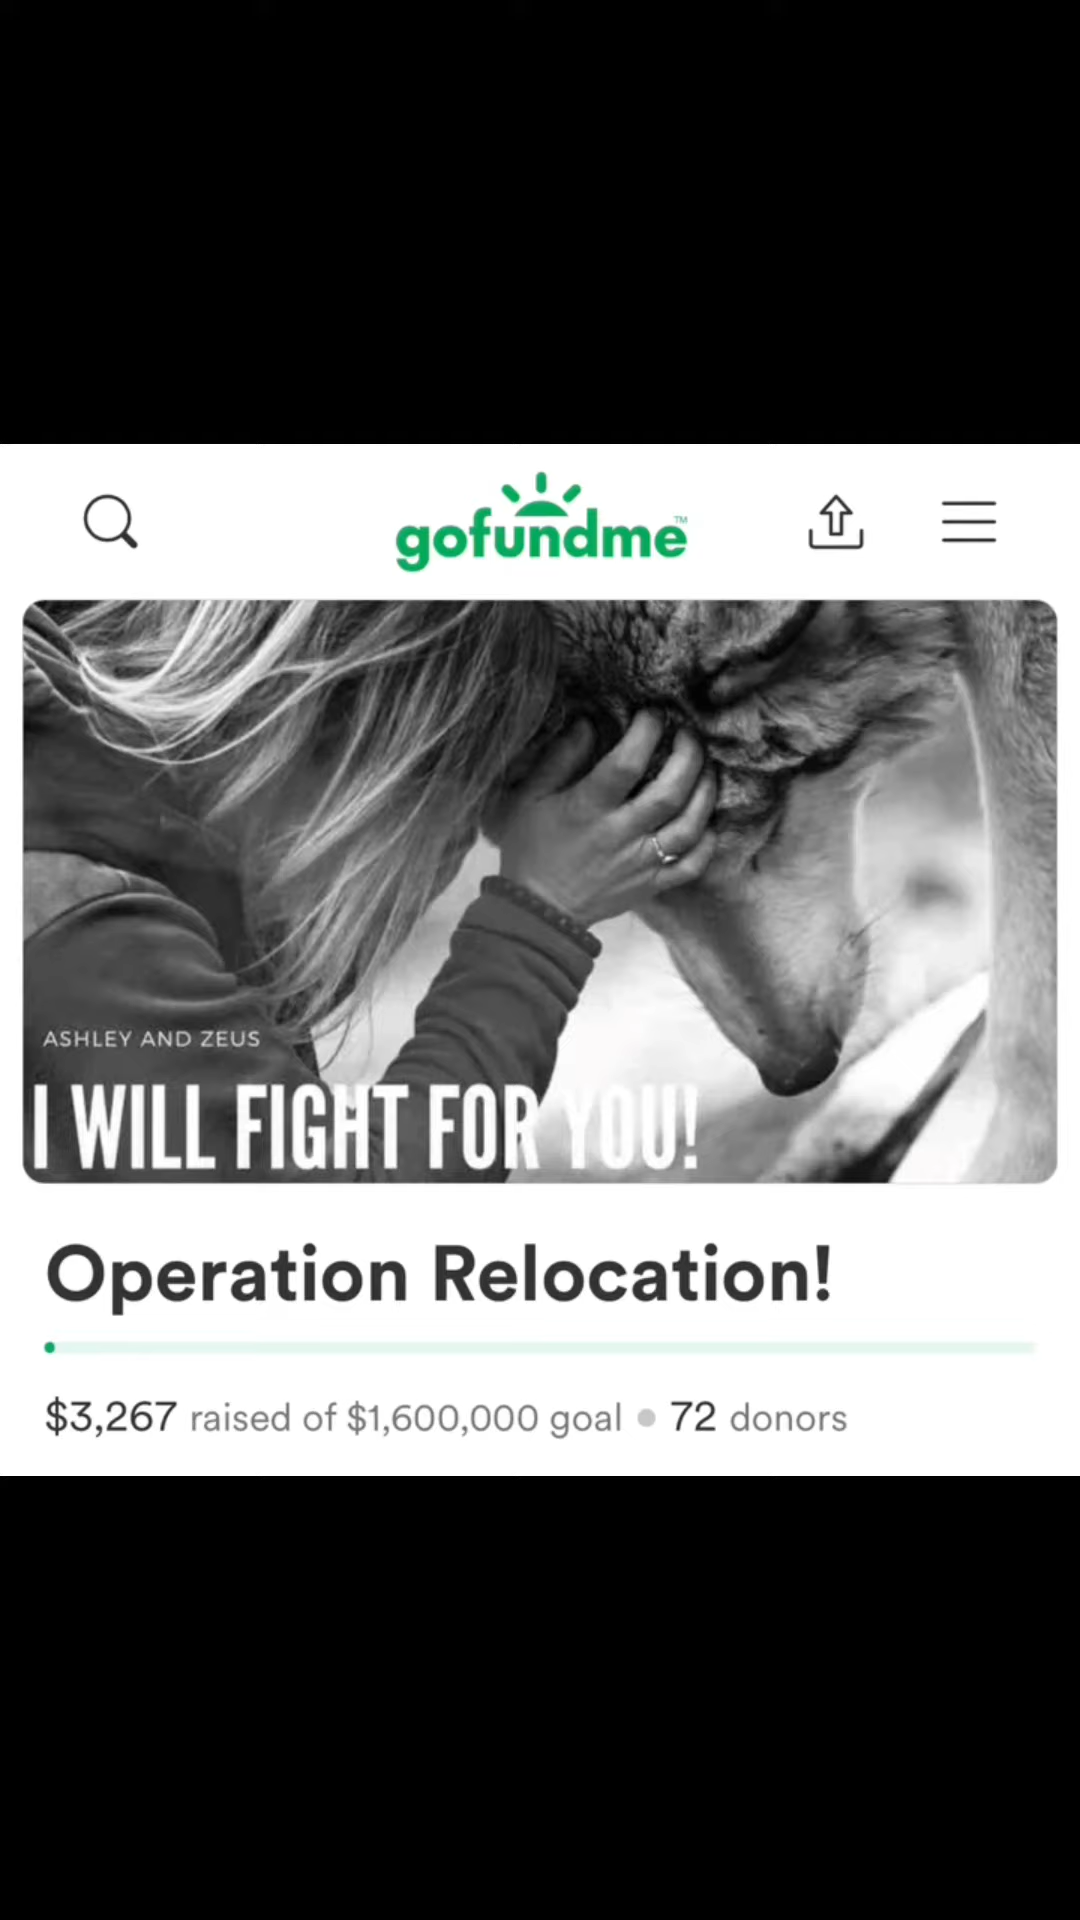 gofundme™
ASHLEY AND ZEUS
I WILL FIGHT FOR YOU!
Operation Relocation!
$3,267 raised of $1,600,000 goal • 72 donors